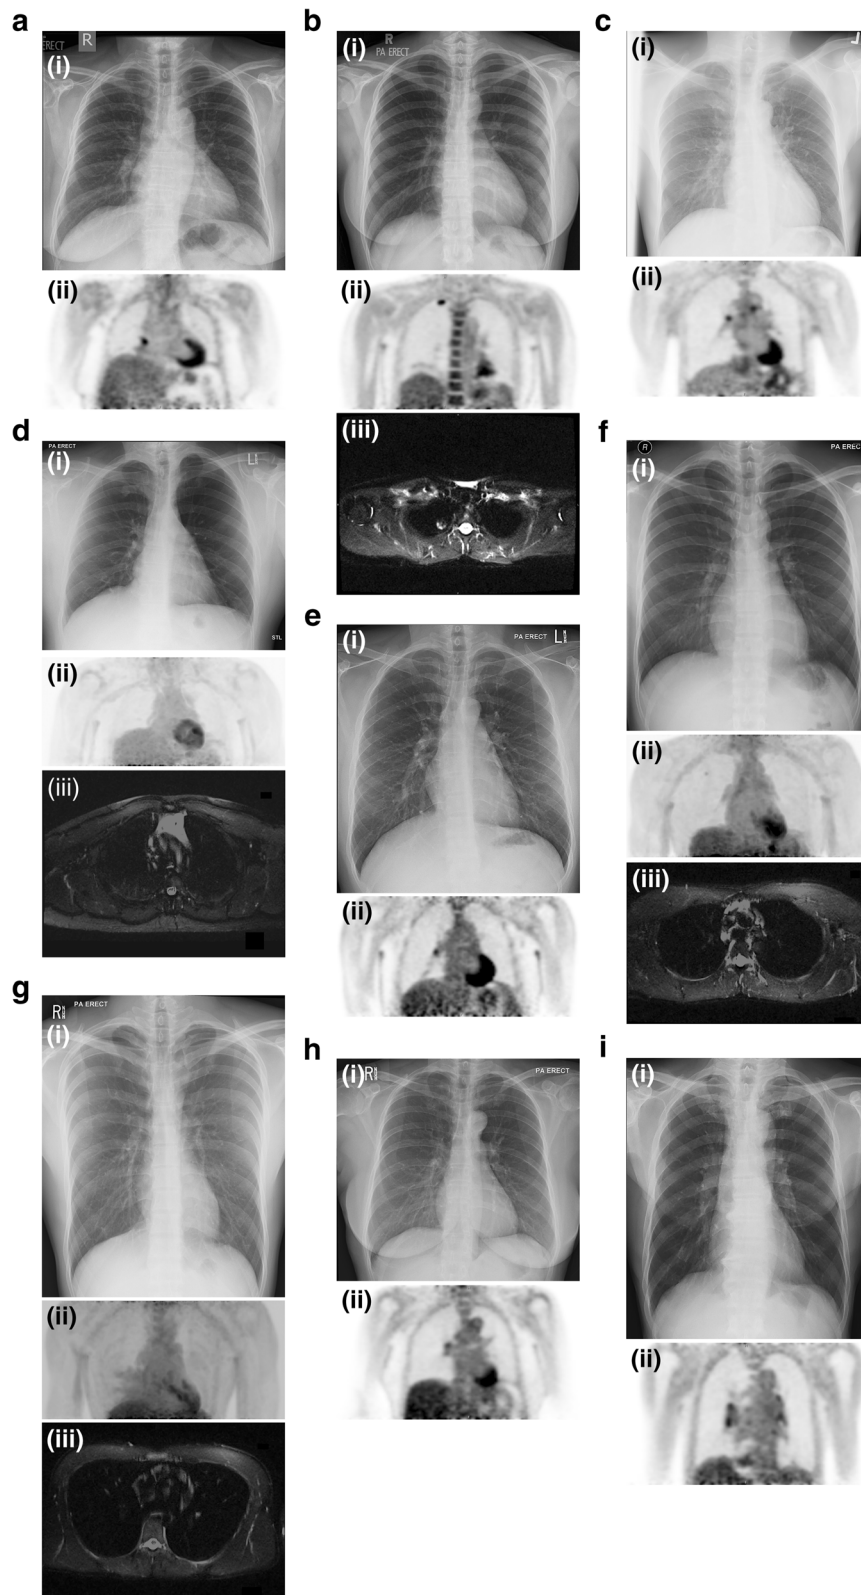 a
ERECT
R
(i)
(ii)
b
R
PA ERECT
(i)
(ii)
(iii)
c
(i)
(ii)
d
PA ERECT
(i)
STL
(ii)
(iii)
e
(i)
PA ERECT
L
(ii)
f
R
PA EREC
(i)
(ii)
(iii)
g
R
PA ERECT
(i)
(ii)
(iii)
h
(i)
R
PA ERECT
(ii)
i
(i)
(ii)